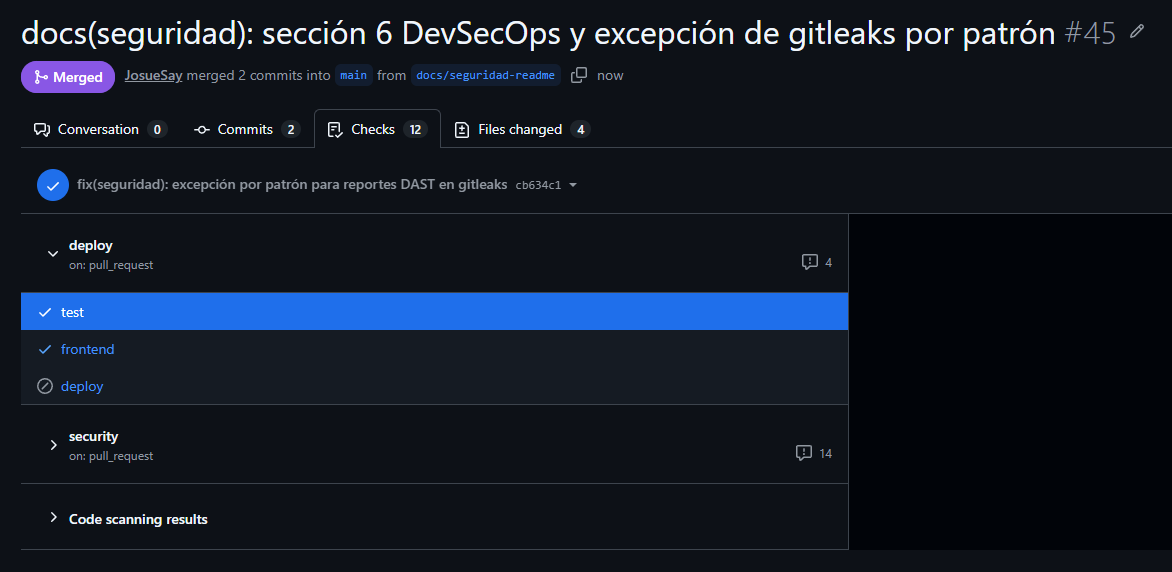 docs(seguridad): sección 6 DevSecOps y excepción de gitleaks por patrón #45
Merged JosueSay merged 2 commits into main from docs/seguridad-readme now
Conversation 0 Commits 2 Checks 12 Files changed 4
fix(seguridad): excepción por patrón para reportes DAST en gitleaks cb634c1
deploy
on: pull_request
4
test
frontend
deploy
security
on: pull_request
14
Code scanning results